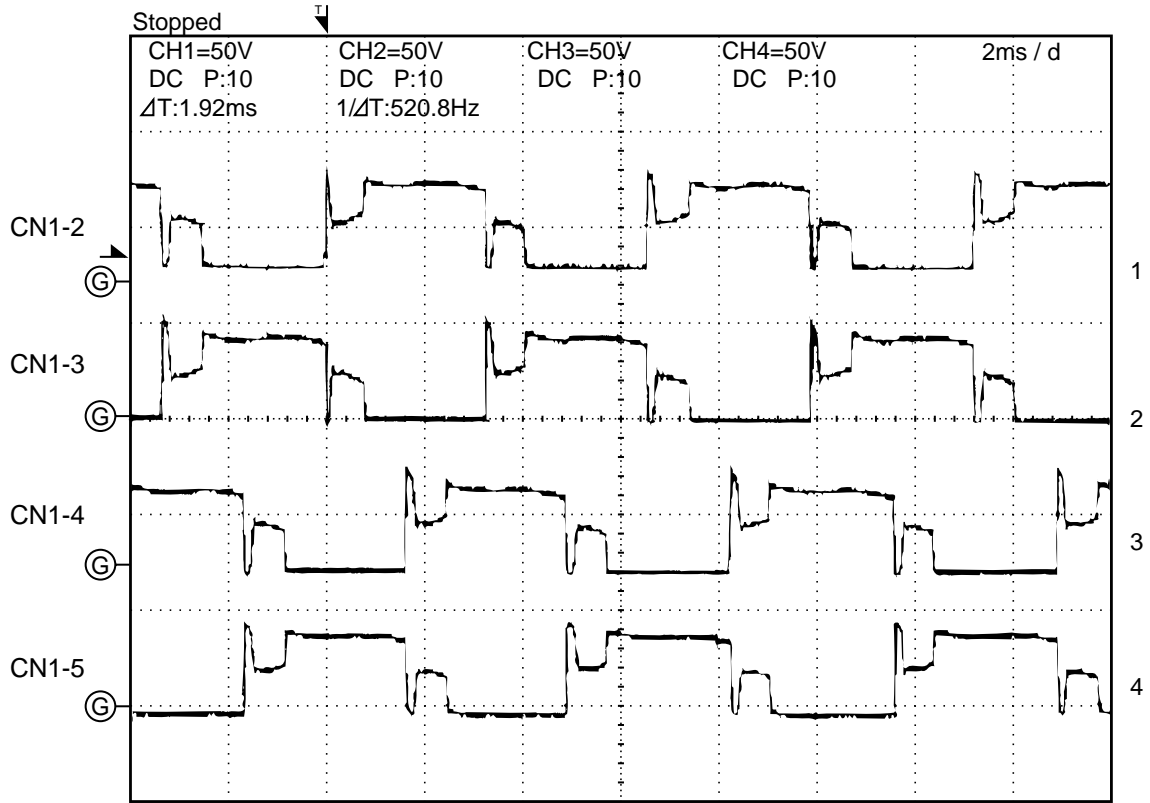 T
Stopped
CH1=50V CH2=50V CH3=50V CH4=50V 2ms / d
DC P:10 DC P:10 DC P:10 DC P:10
⊿T:1.92ms 1/⊿T:520.8Hz
CN1-2
G
1
CN1-3
G
2
CN1-4
G
3
CN1-5
G
4